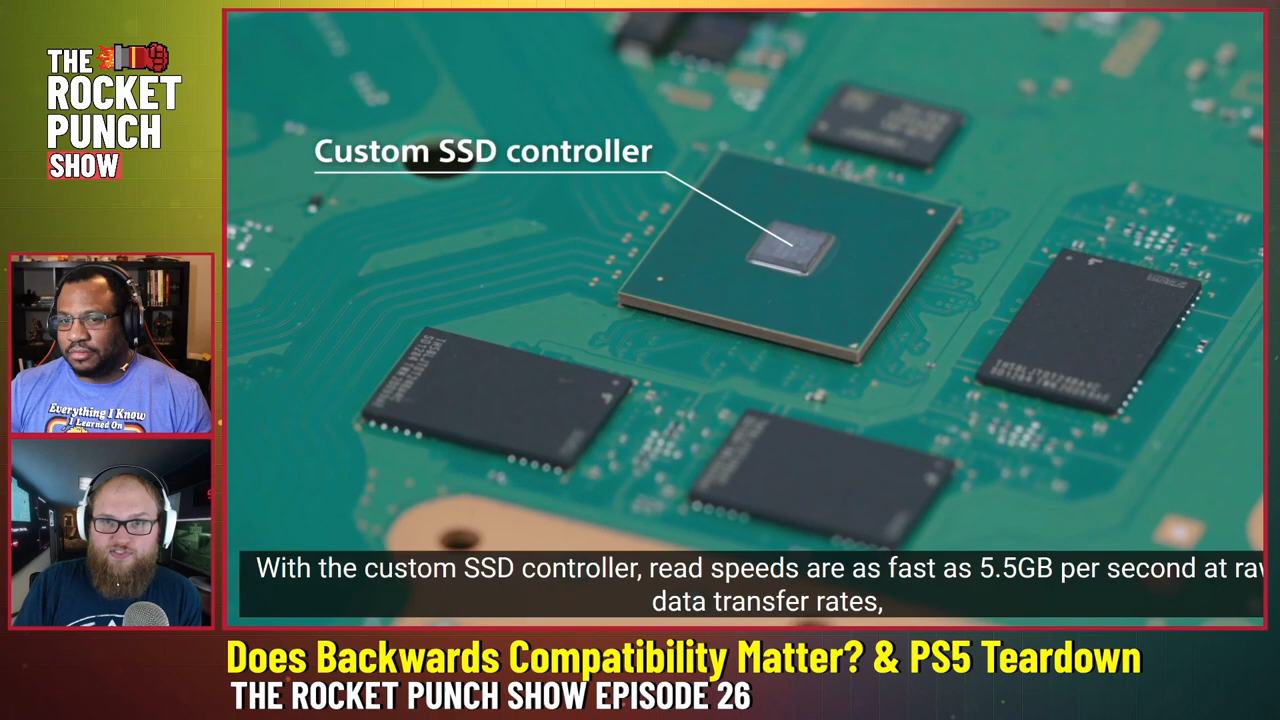 THE
ROCKET
PUNCH
SHOW
Custom SSD controller
Everything I Know
I Learned On
With the custom SSD controller, read speeds are as fast as 5.5GB per second at raw
data transfer rates,
Does Backwards Compatibility Matter? & PS5 Teardown
THE ROCKET PUNCH SHOW EPISODE 26